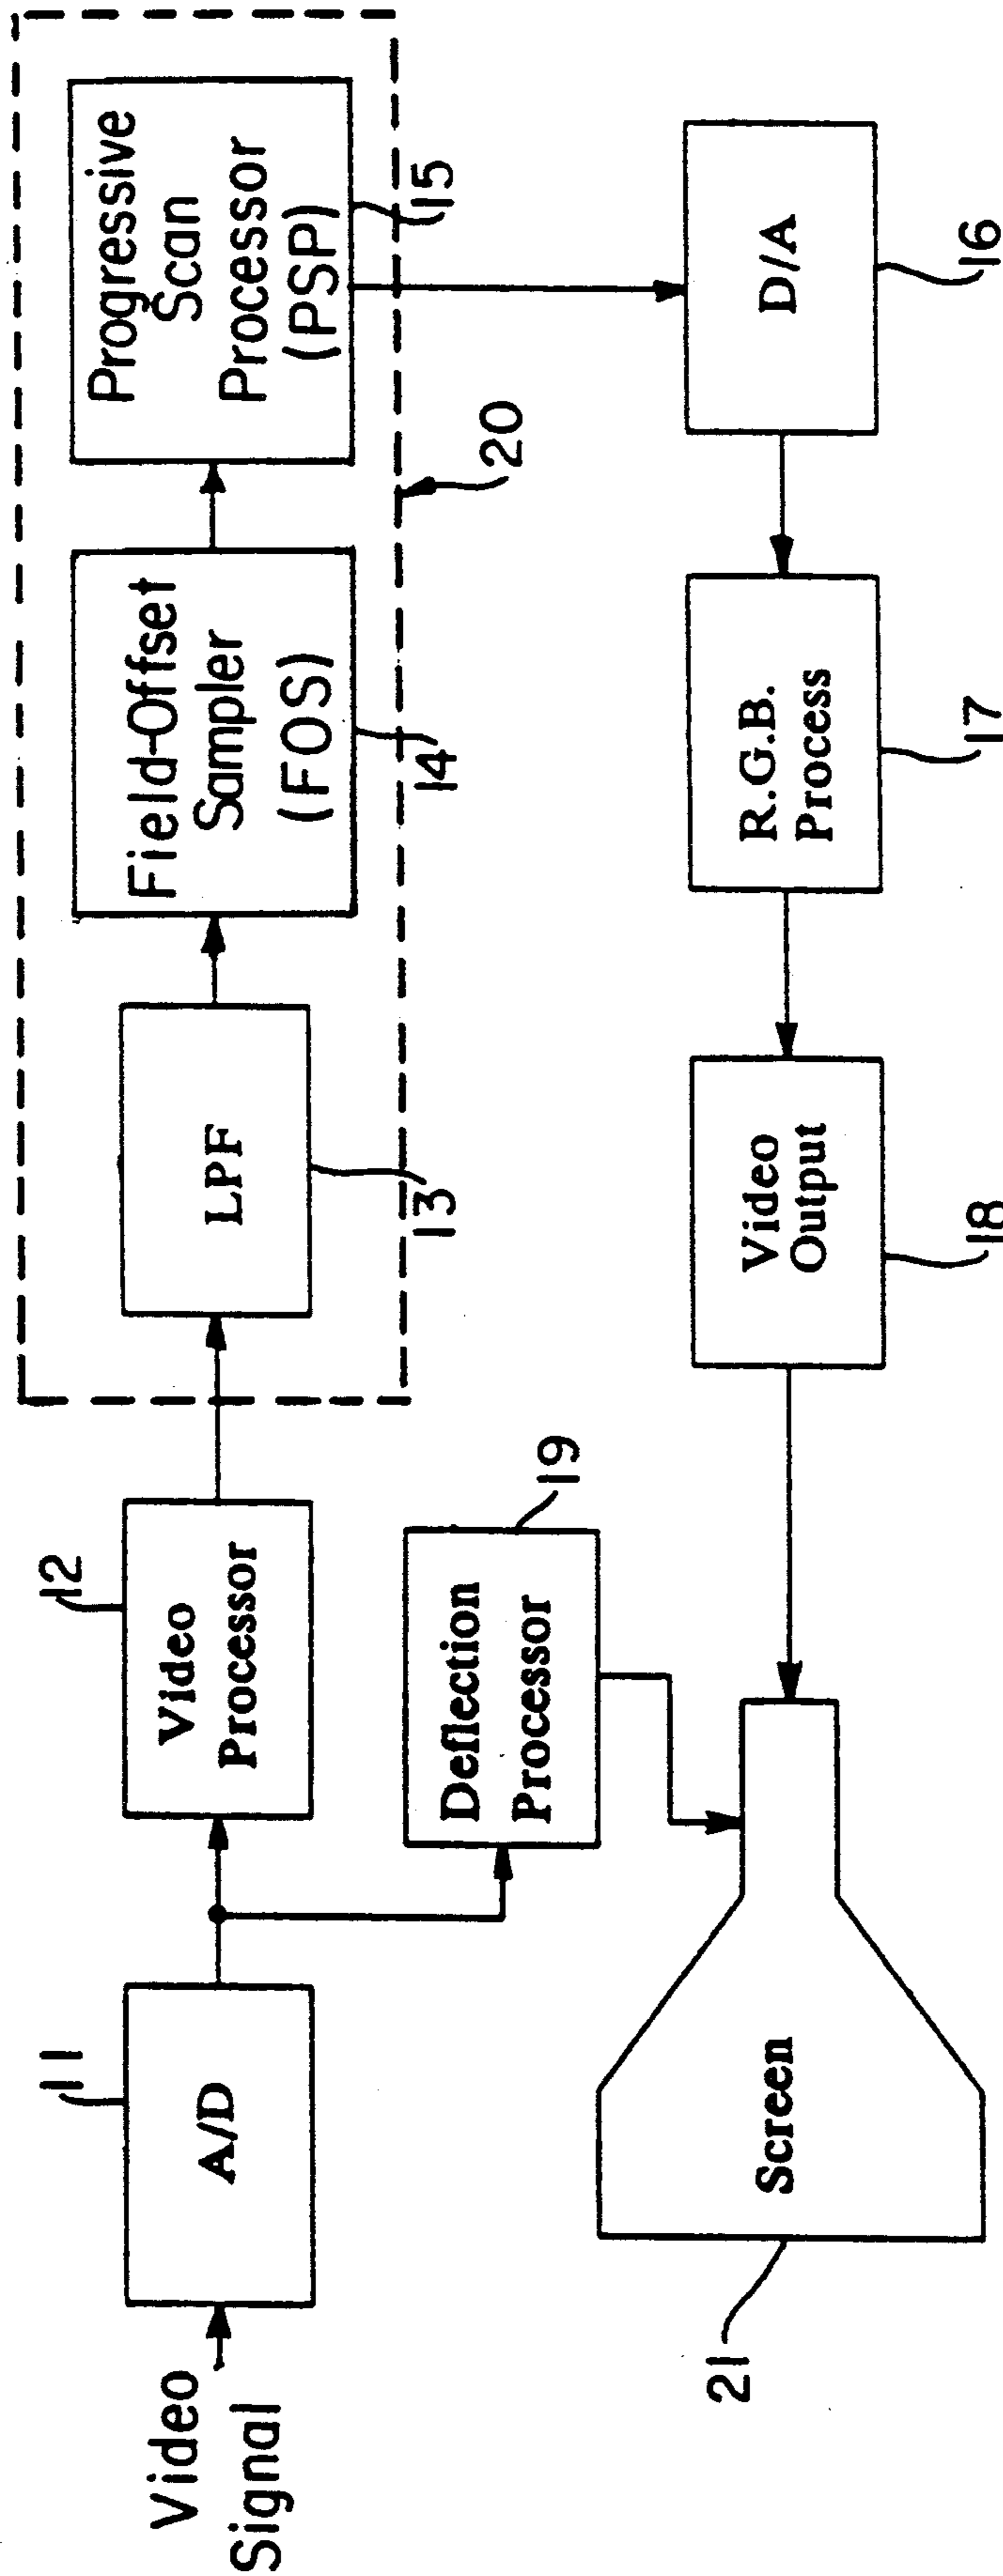 Video
Signal
11
A/D
12
Video
Processor
LPF
13
Field-Offset
Sampler
(FOS)
14
Progressive
Scan
Processor
(PSP)
15
20
19
Deflection
Processor
21
Screen
Video
Output
18
R.G.B.
Process
17
D/A
16